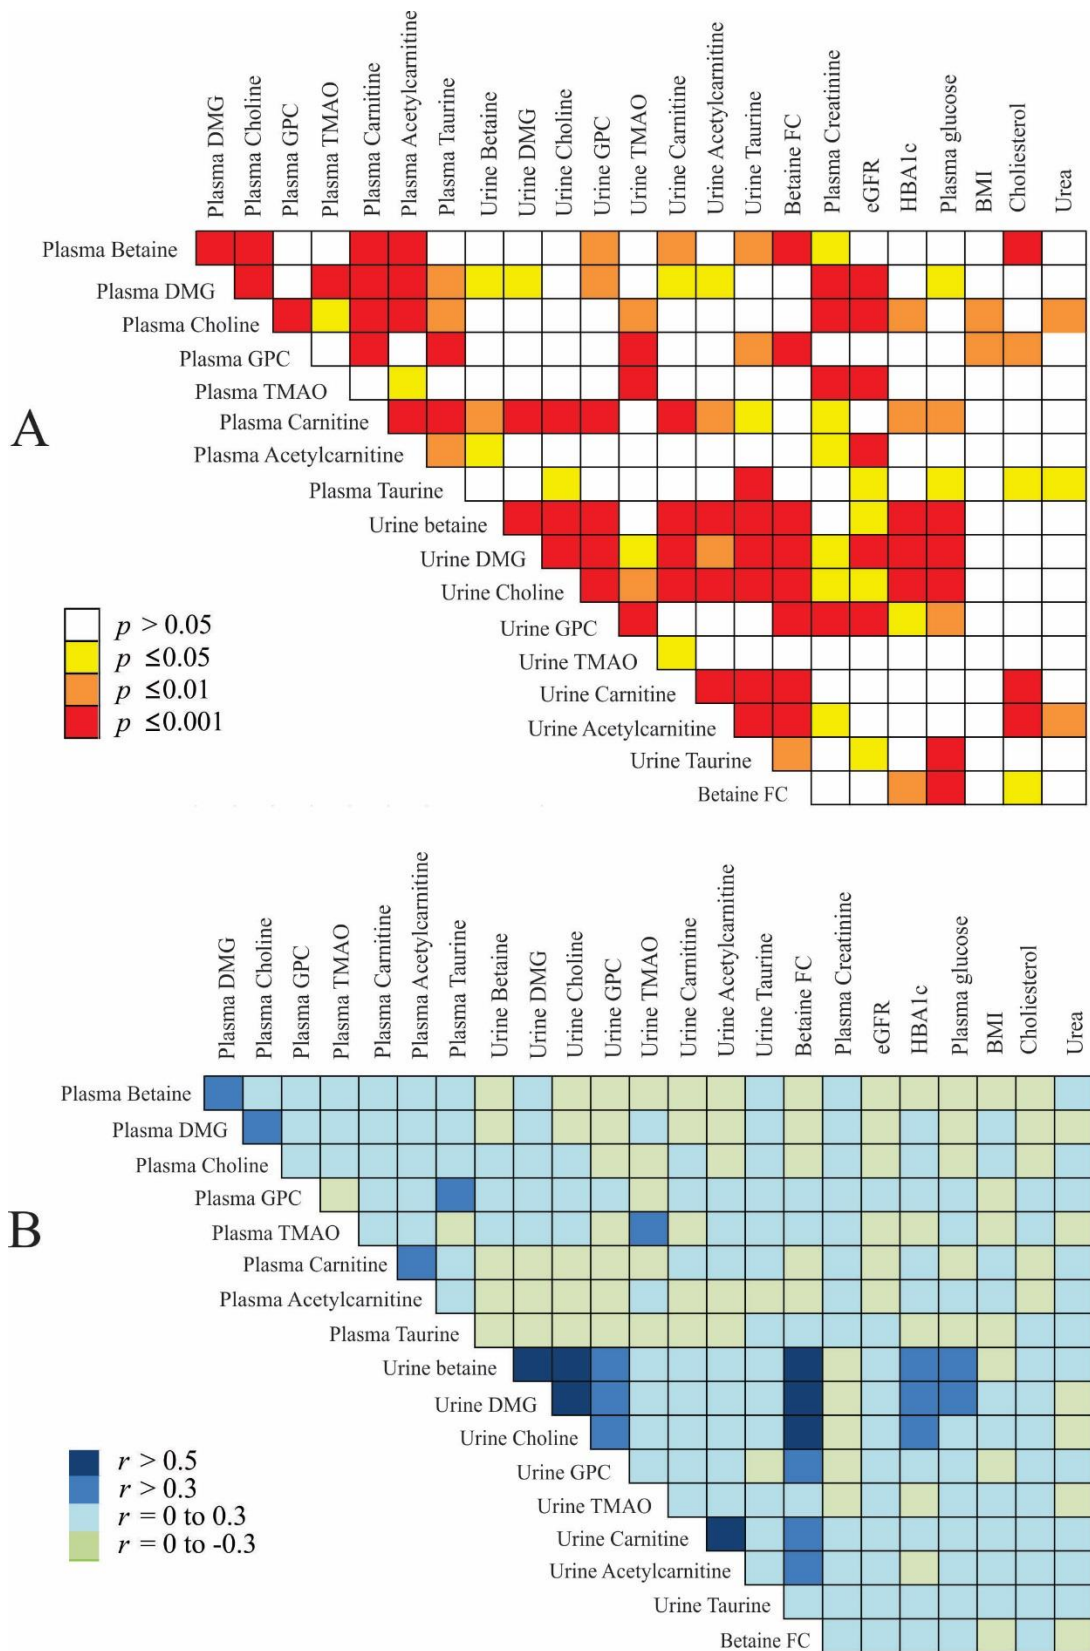 Plasma DMG
Plasma Choline
Plasma GPC
Plasma TMAO
Plasma Carnitine
Plasma Acetylcarnitine
Plasma Taurine
Urine Betaine
Urine DMG
Urine Choline
Urine GPC
Urine TMAO
Urine Carnitine
Urine Acetylcarnitine
Urine Taurine
Betaine FC
Plasma Creatinine
eGFR
HBA1c
Plasma glucose
BMI
Choliesterol
Urea
Plasma Betaine
Plasma DMG
Plasma Choline
Plasma GPC
Plasma TMAO
Plasma Carnitine
Plasma Acetylcarnitine
Plasma Taurine
Urine betaine
Urine DMG
Urine Choline
Urine GPC
Urine TMAO
Urine Carnitine
Urine Acetylcarnitine
Urine Taurine
Betaine FC
A
p > 0.05
p ≤0.05
p ≤0.01
p ≤0.001
Plasma DMG
Plasma Choline
Plasma GPC
Plasma TMAO
Plasma Carnitine
Plasma Acetylcarnitine
Plasma Taurine
Urine Betaine
Urine DMG
Urine Choline
Urine GPC
Urine TMAO
Urine Carnitine
Urine Acetylcarnitine
Urine Taurine
Betaine FC
Plasma Creatinine
eGFR
HBA1c
Plasma glucose
BMI
Choliesterol
Urea
Plasma Betaine
Plasma DMG
Plasma Choline
Plasma GPC
Plasma TMAO
Plasma Carnitine
Plasma Acetylcarnitine
Plasma Taurine
Urine betaine
Urine DMG
Urine Choline
Urine GPC
Urine TMAO
Urine Carnitine
Urine Acetylcarnitine
Urine Taurine
Betaine FC
B
r > 0.5
r > 0.3
r = 0 to 0.3
r = 0 to -0.3